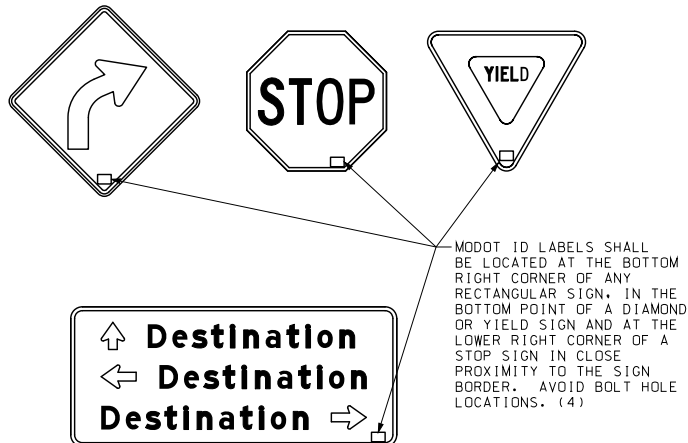 STOP
YIELD
MODOT ID LABELS SHALL
BE LOCATED AT THE BOTTOM
RIGHT CORNER OF ANY
RECTANGULAR SIGN. IN THE
BOTTOM POINT OF A DIAMOND
OR YIELD SIGN AND AT THE
LOWER RIGHT CORNER OF A
STOP SIGN IN CLOSE
PROXIMITY TO THE SIGN
BORDER. AVOID BOLT HOLE
LOCATIONS. (4)
Destination
Destination
Destination